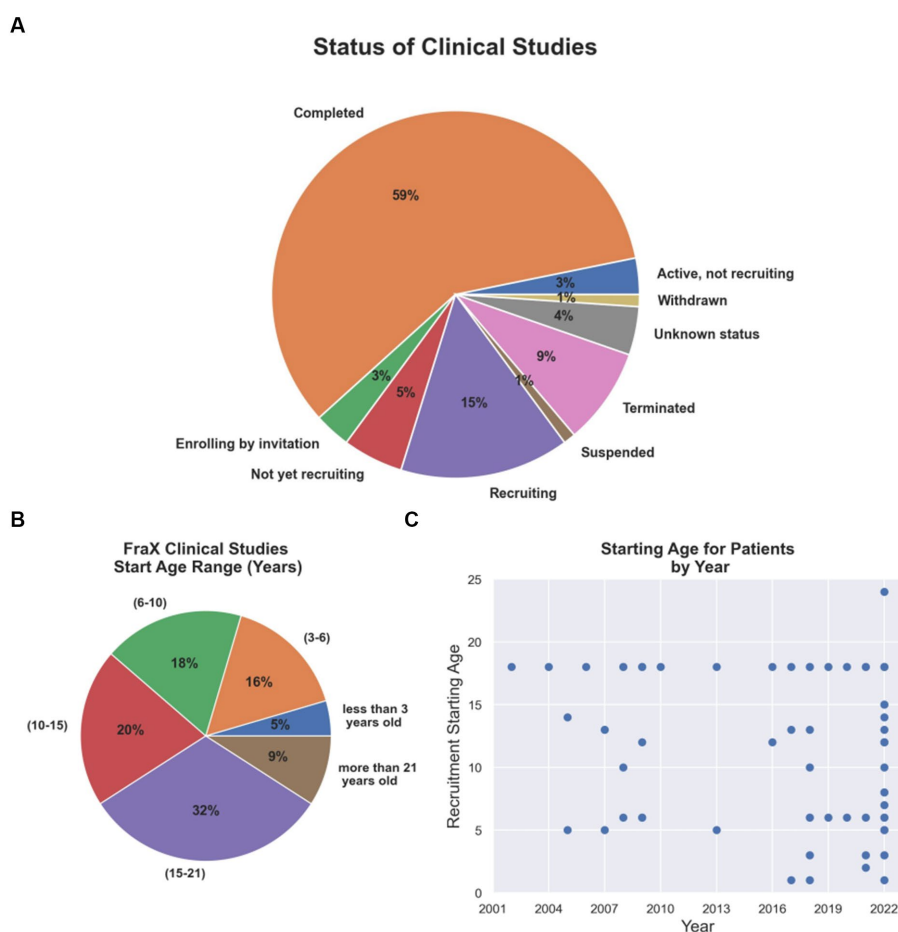 A
Status of Clinical Studies
Completed
59%
Active, not recruiting
3%
Withdrawn
1%
Unknown status
4%
Terminated
9%
Suspended
1%
Recruiting
15%
Not yet recruiting
5%
Enrolling by invitation
3%
B
FraX Clinical Studies
Start Age Range (Years)
(6-10)
18%
(3-6)
16%
less than 3
years old
5%
more than 21
years old
9%
(15-21)
32%
(10-15)
20%
C
Starting Age for Patients
by Year
Recruitment Starting Age
25
20
15
10
5
0
2001 2004 2007 2010 2013 2016 2019 2022
Year